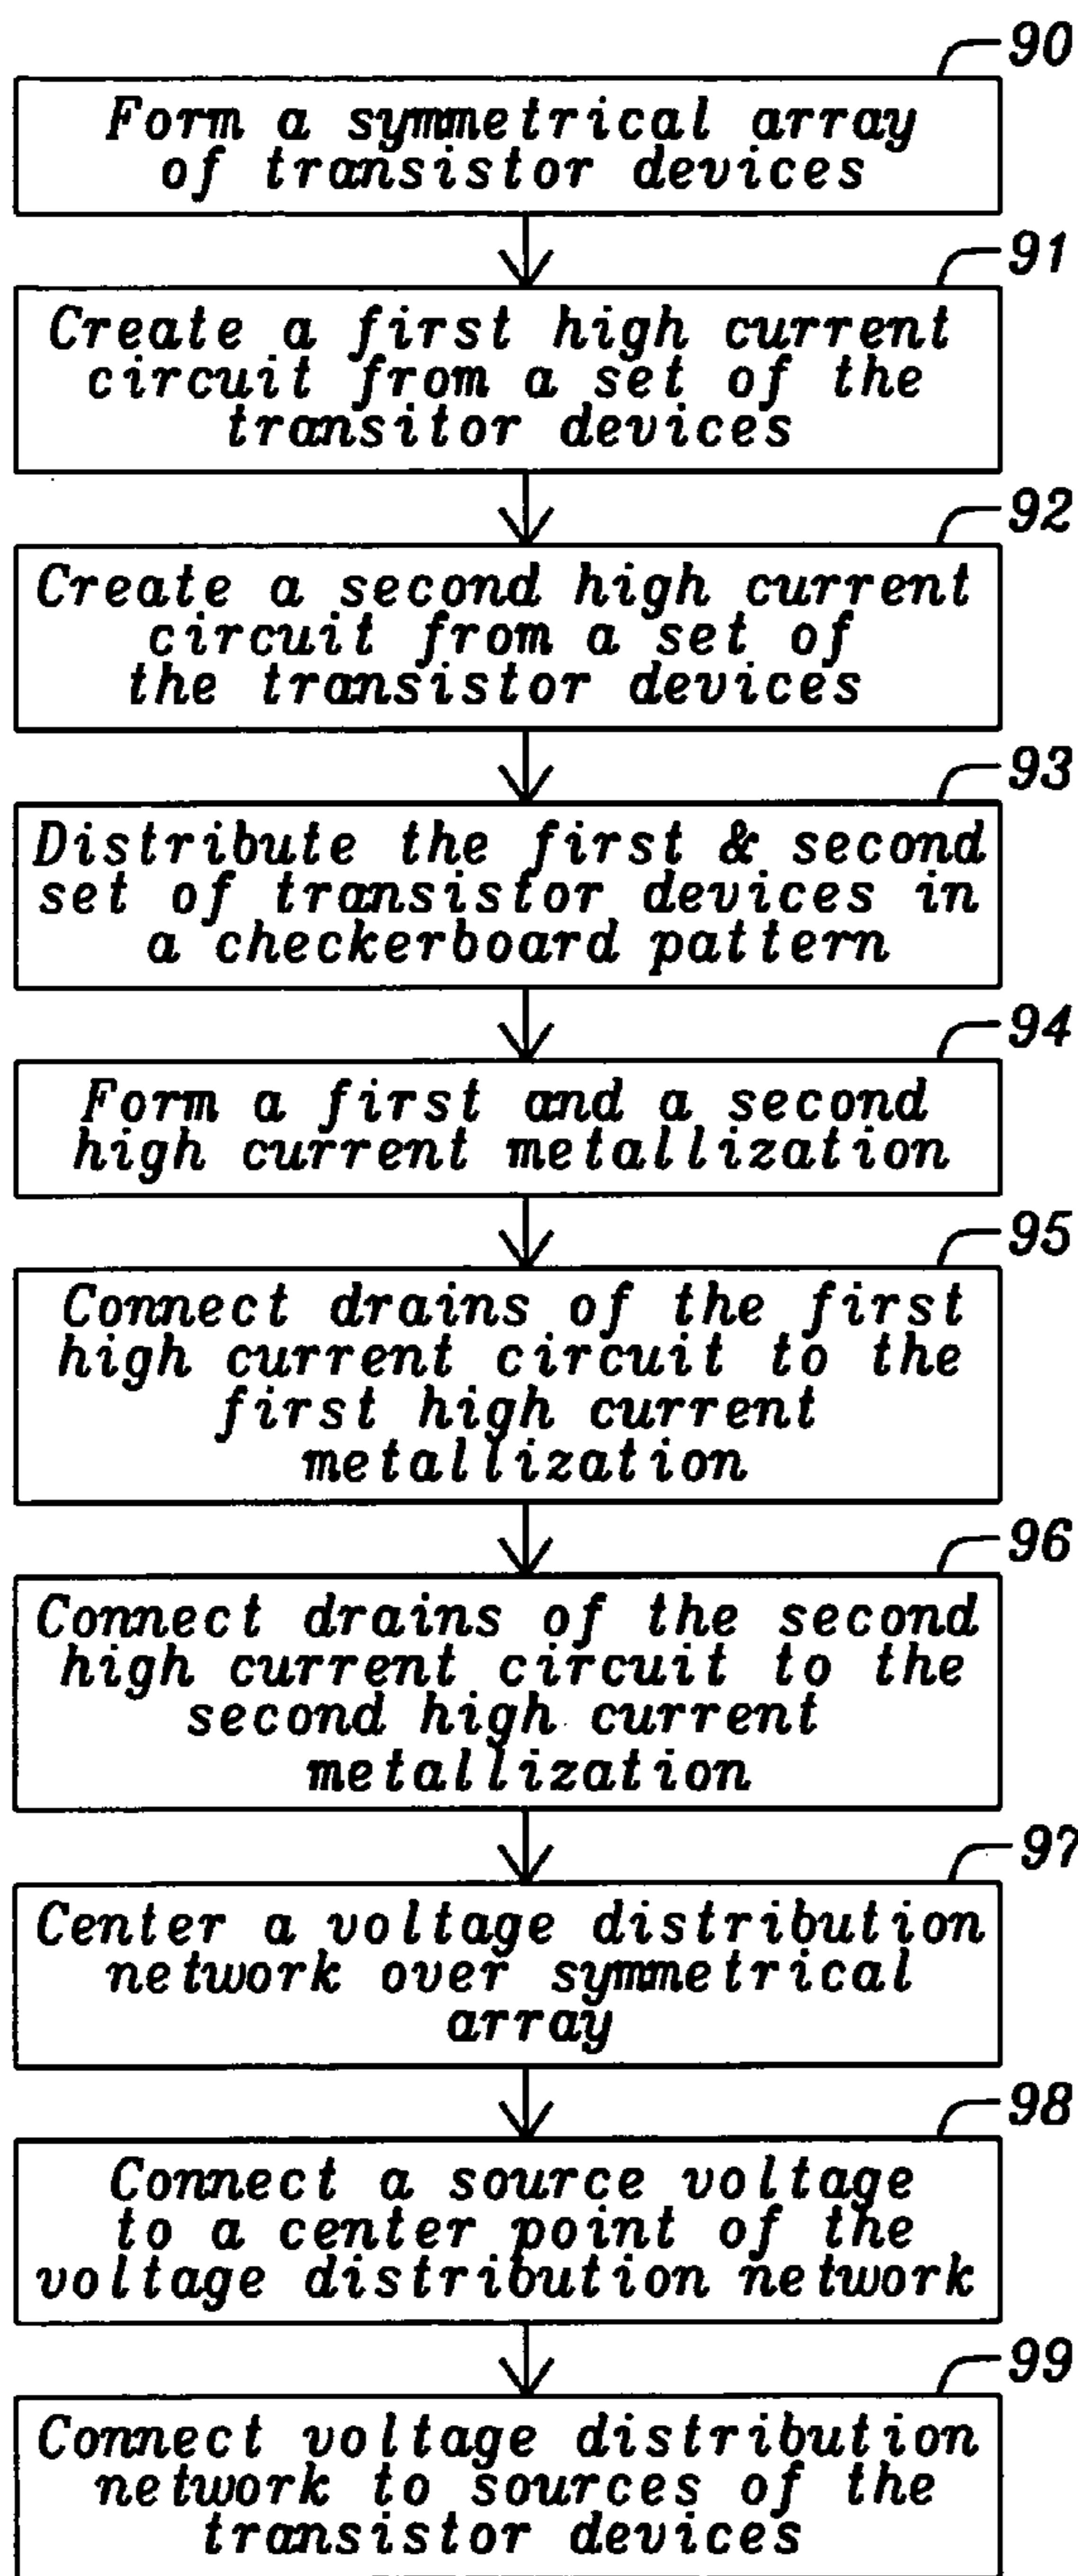 90
Form a symmetrical array
of transistor devices
91
Create a first high current
circuit from a set of the
transitor devices
92
Create a second high current
circuit from a set of
the transistor devices
93
Distribute the first & second
set of transistor devices in
a checkerboard pattern
94
Form a first and a second
high current metallization
95
Connect drains of the first
high current circuit to the
first high current
metallization
96
Connect drains of the second
high current circuit to the
second high current
metallization
97
Center a voltage distribution
network over symmetrical
array
98
Connect a source voltage
to a center point of the
voltage distribution network
99
Connect voltage distribution
network to sources of the
transistor devices